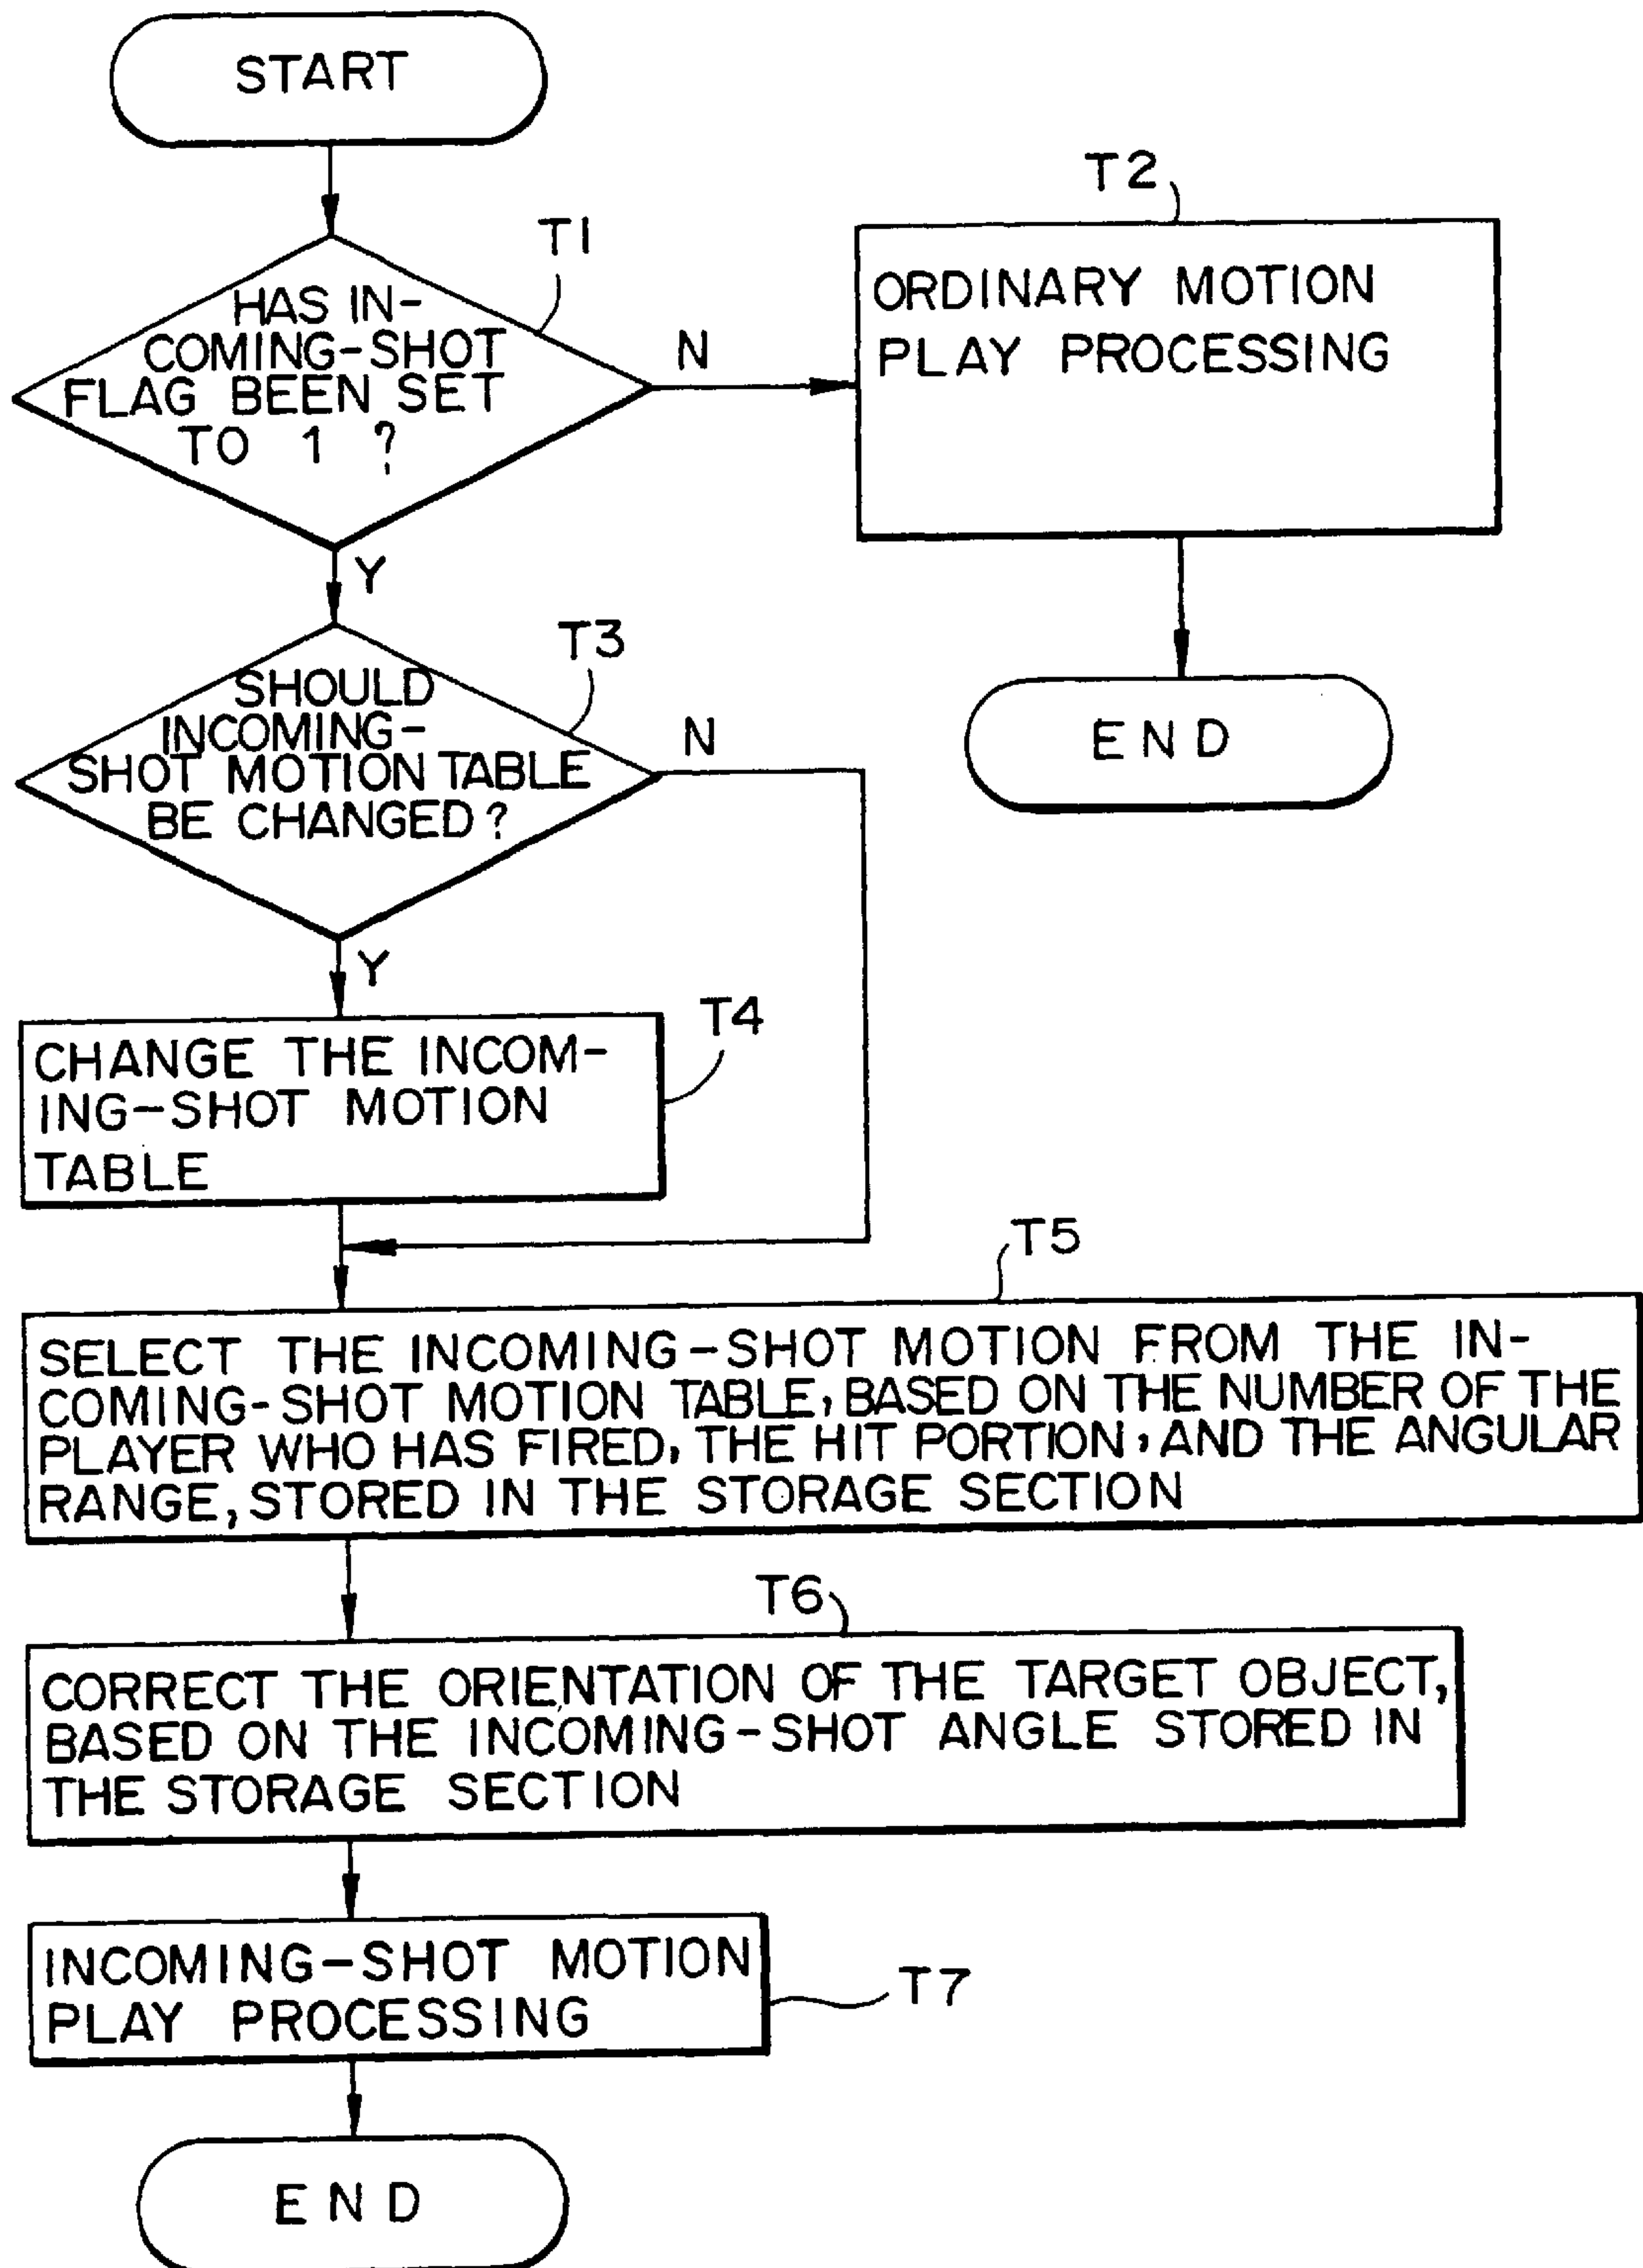 START
T1
HAS IN-
COMING-SHOT
FLAG BEEN SET
TO 1 ?
N
Y
T2
ORDINARY MOTION
PLAY PROCESSING
END
T3
SHOULD
INCOMING-
SHOT MOTION TABLE
BE CHANGED?
N
Y
T4
CHANGE THE INCOM-
ING-SHOT MOTION
TABLE
T5
SELECT THE INCOMING-SHOT MOTION FROM THE IN-
COMING-SHOT MOTION TABLE, BASED ON THE NUMBER OF THE
PLAYER WHO HAS FIRED, THE HIT PORTION, AND THE ANGULAR
RANGE, STORED IN THE STORAGE SECTION
T6
CORRECT THE ORIENTATION OF THE TARGET OBJECT,
BASED ON THE INCOMING-SHOT ANGLE STORED IN
THE STORAGE SECTION
INCOMING-SHOT MOTION
PLAY PROCESSING
T7
END